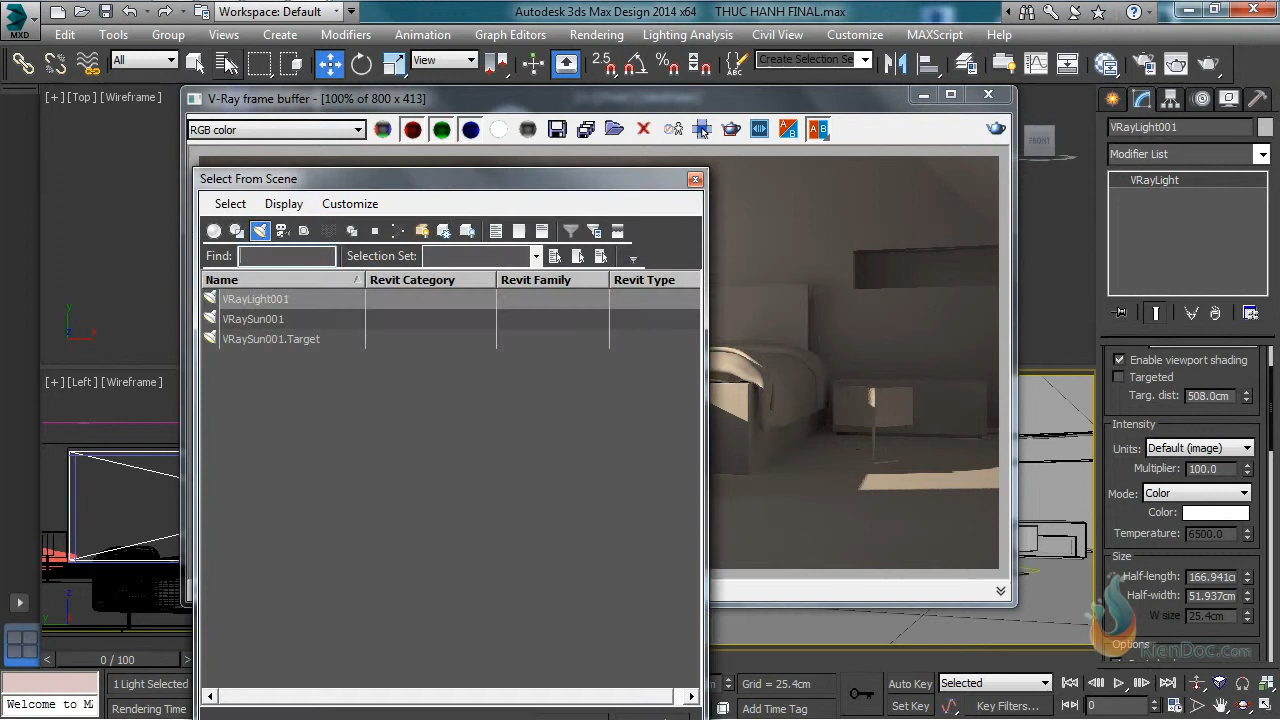 MXD
Workspace: Default
Autodesk 3ds Max Design 2014 x64 THUC HANH FINAL.max
Edit Tools Group Views Create Modifiers Animation Graph Editors Rendering Lighting Analysis Civil View Customize MAXScript Help
All
View
2.5
Create Selection Se
[+] [Top] [Wireframe]
V-Ray frame buffer - [100% of 800 x 413]
RGB color
FRONT
VRayLight001
Modifier List
VRayLight
Select From Scene
Select Display Customize
Find:
Selection Set:
Name Revit Category Revit Family Revit Type
VRayLight001
VRaySun001
VRaySun001.Target
[+] [Left] [Wireframe]
Enable viewport shading
Targeted
Targ. dist: 508.0cm
Intensity
Units: Default (image)
Multiplier: 100.0
Mode: Color
Color:
Temperature: 6500.0
Size
Half-length: 166.941c
Half-width: 51.937cm
W size 25.4cm
Options
KienDoc.Com
0 / 100
1 Light Selected
Grid = 25.4cm
Auto Key
Selected
Welcome to M
Rendering Time
Add Time Tag
Set Key
Key Filters...
0